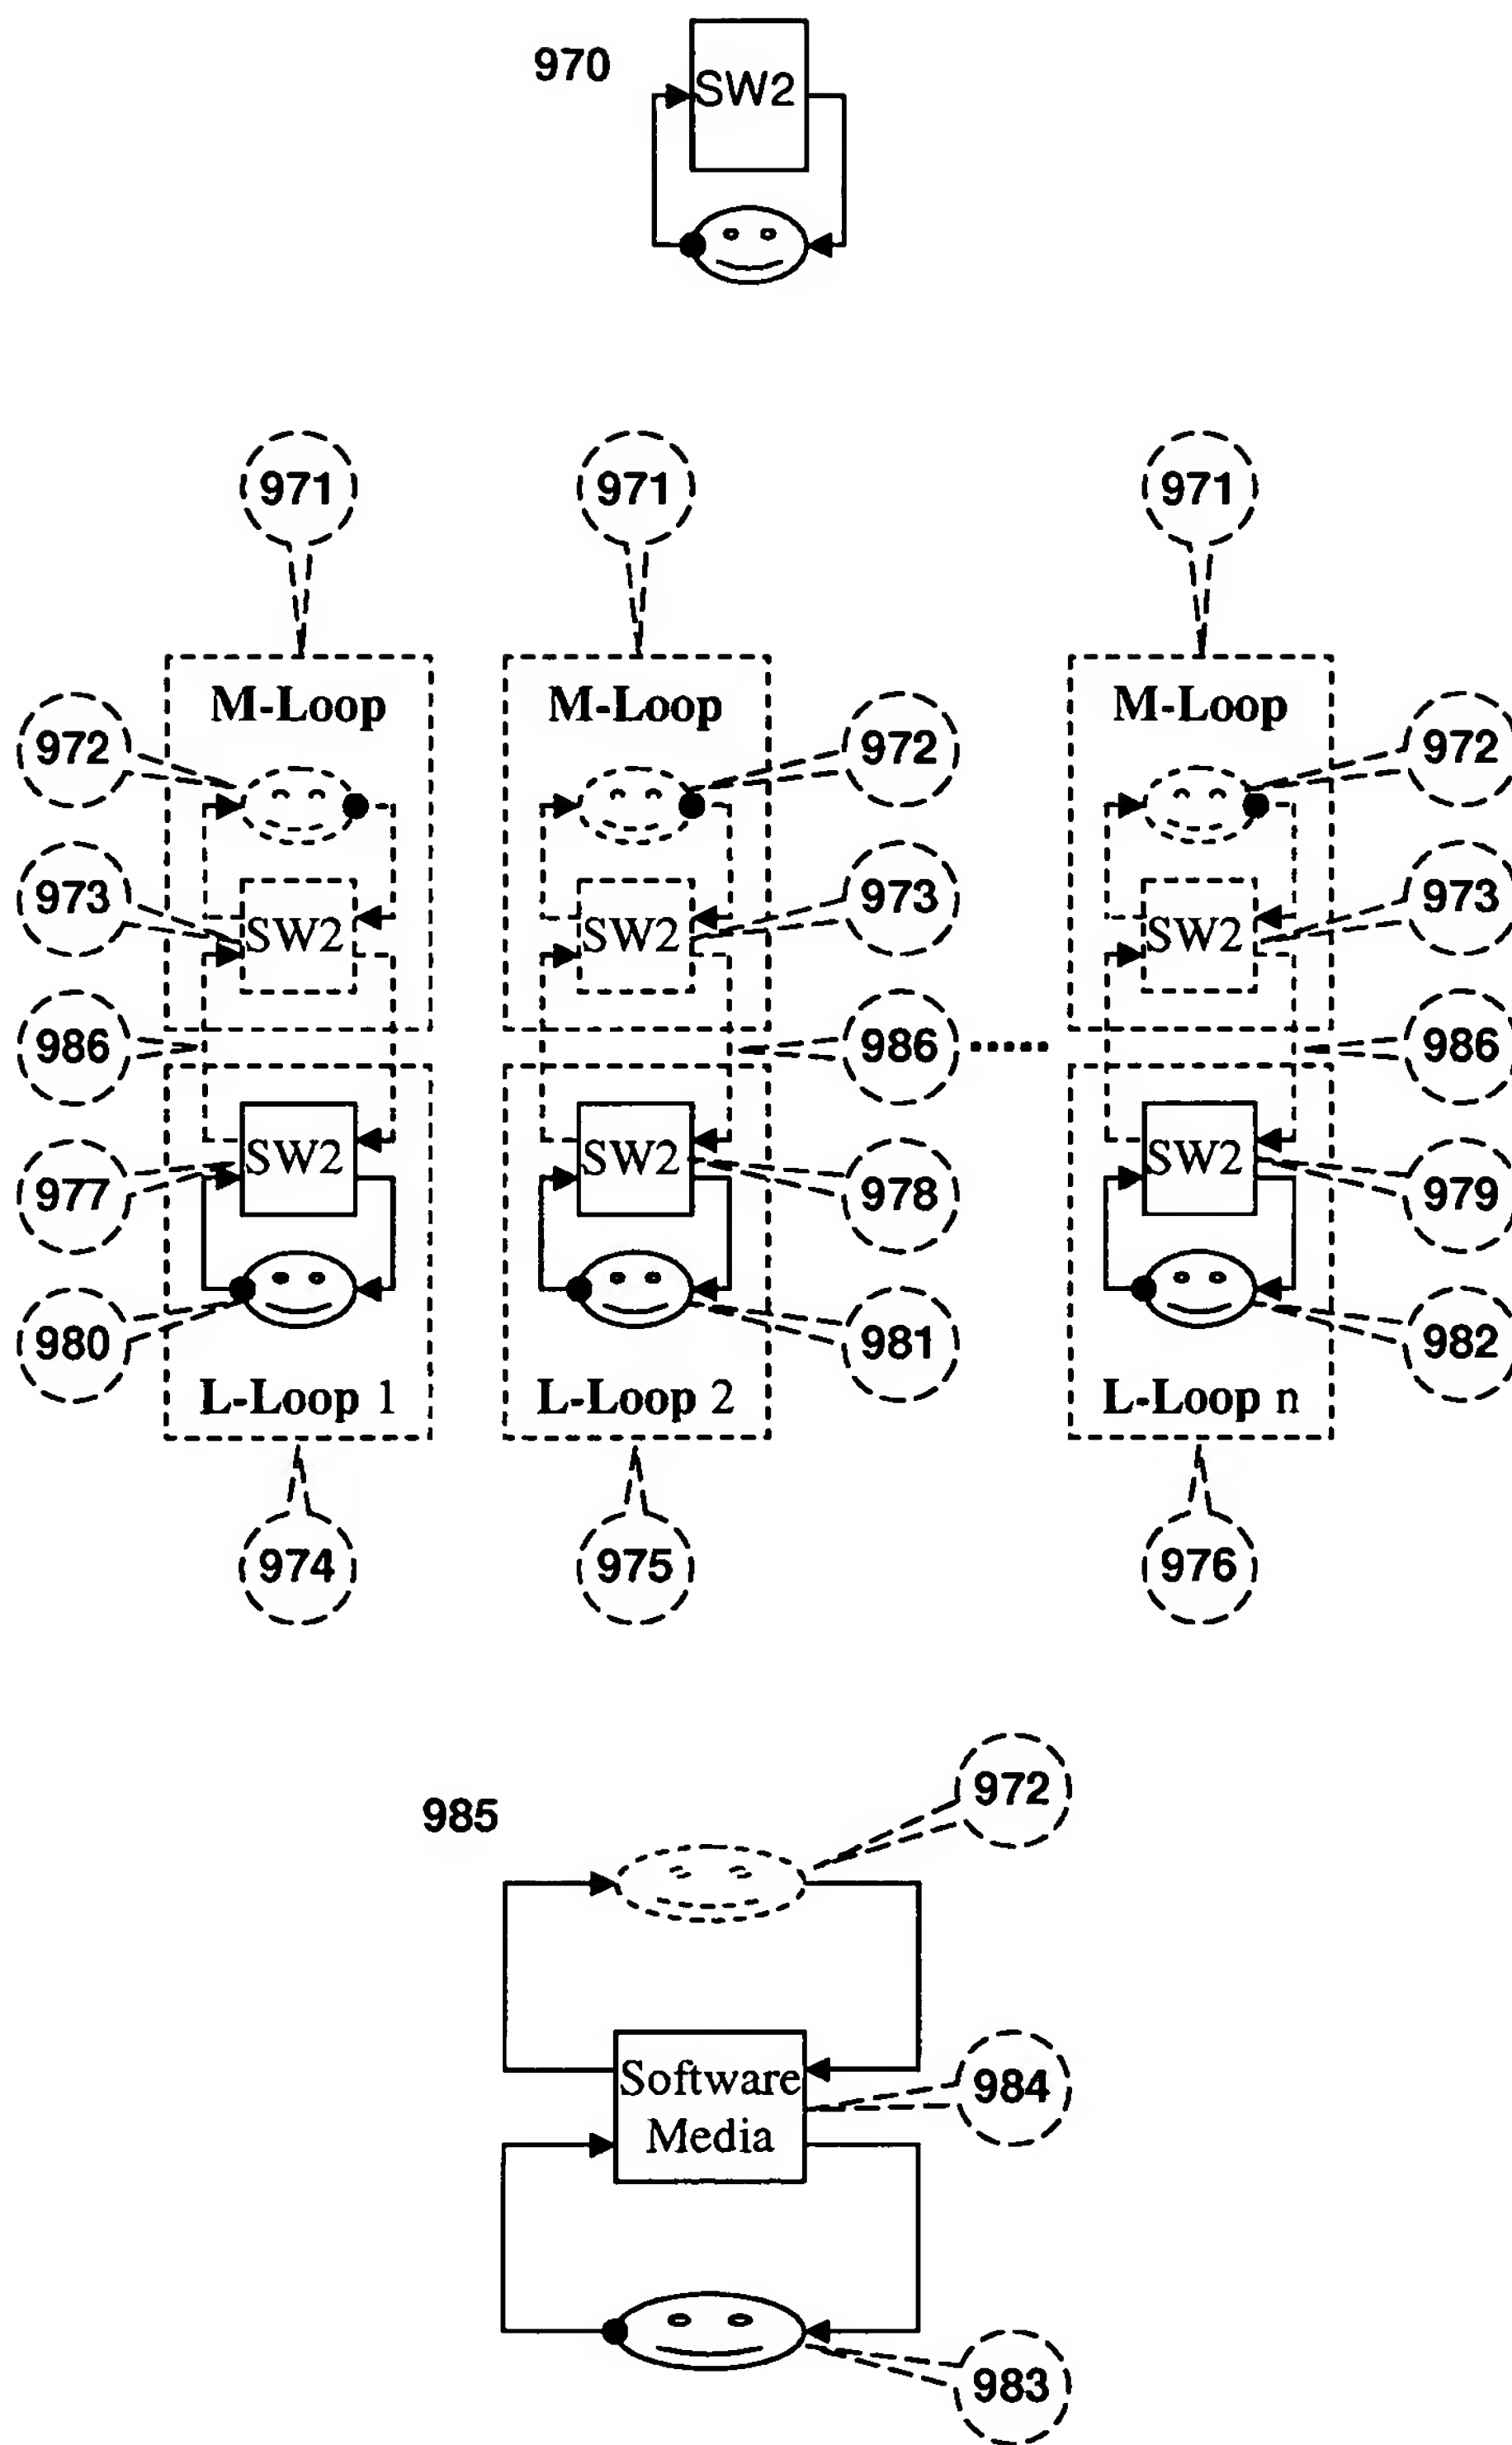 970
SW2
971 971 971
M-Loop M-Loop M-Loop
972 972 972
973 SW2 SW2 973 SW2 973
986 986 986
SW2 SW2 SW2
977 978 979
980 981 982
L-Loop 1 L-Loop 2 L-Loop n
974 975 976
972
985
Software
Media
984
983